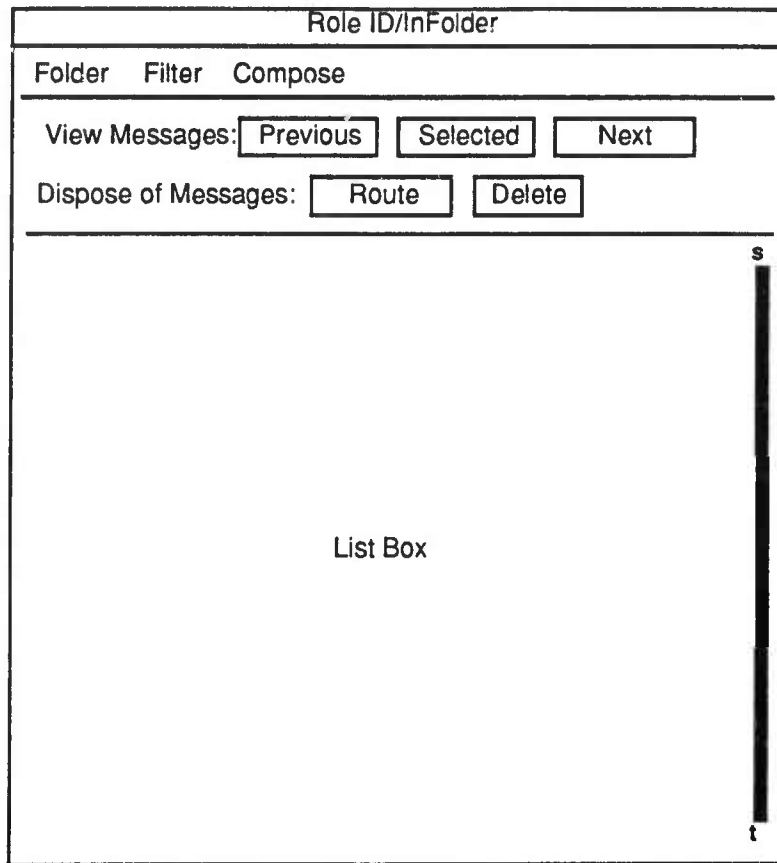 Role ID/InFolder
Folder Filter Compose
View Messages: Previous Selected Next
Dispose of Messages: Route Delete
s
List Box
t